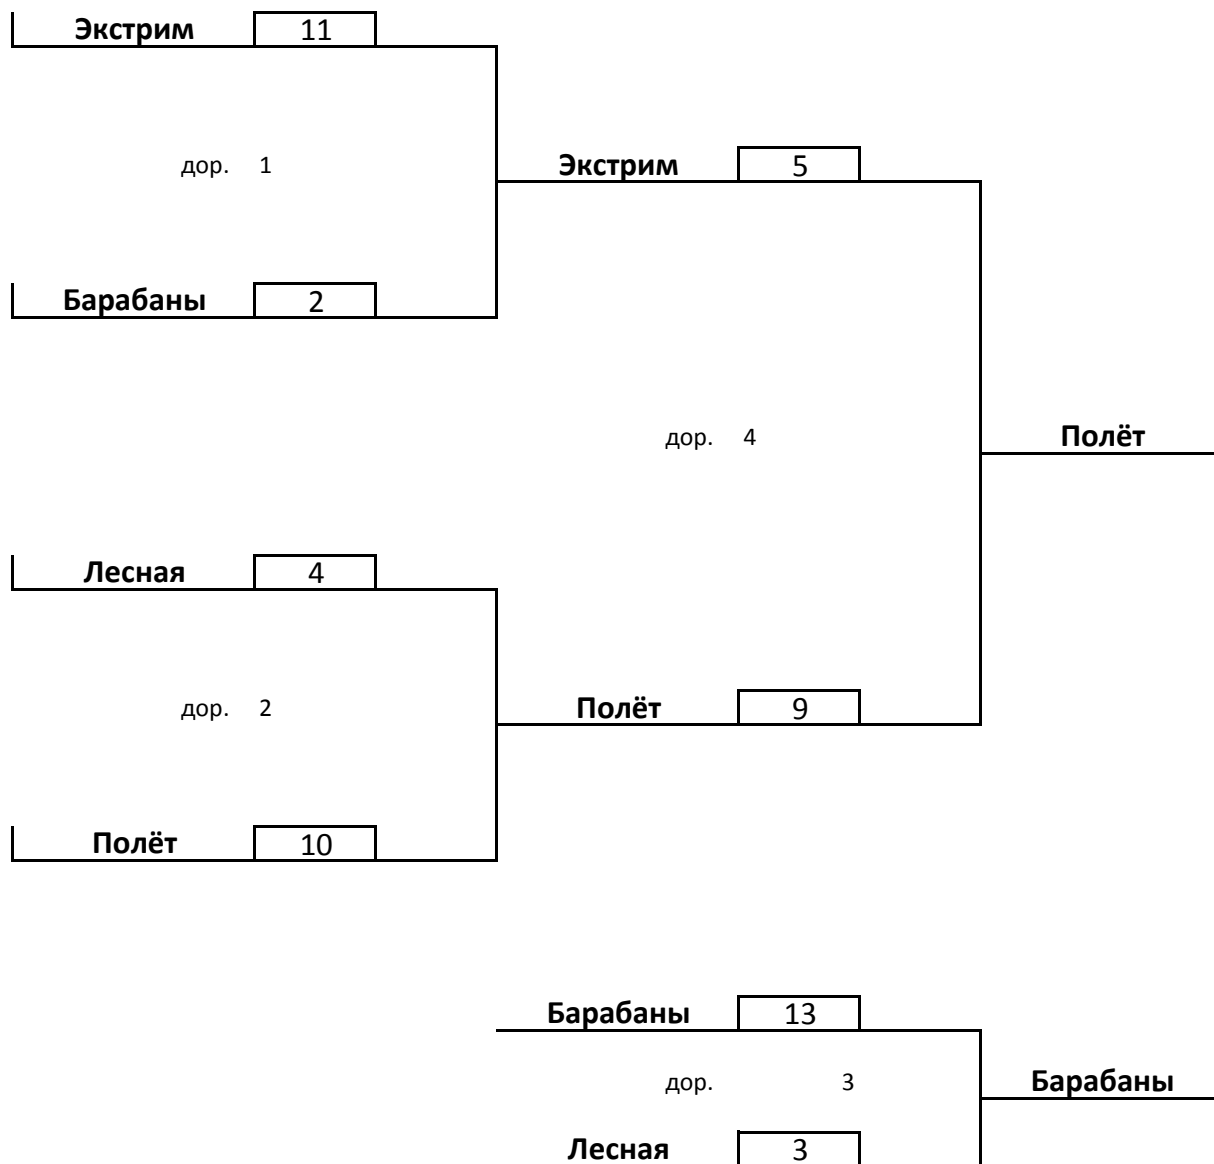 Экстрим 11
дор. 1
Экстрим 5
Барабаны 2
дор. 4
Полёт
Лесная 4
дор. 2
Полёт 9
Полёт 10
Барабаны 13
дор. 3
Барабаны
Лесная 3